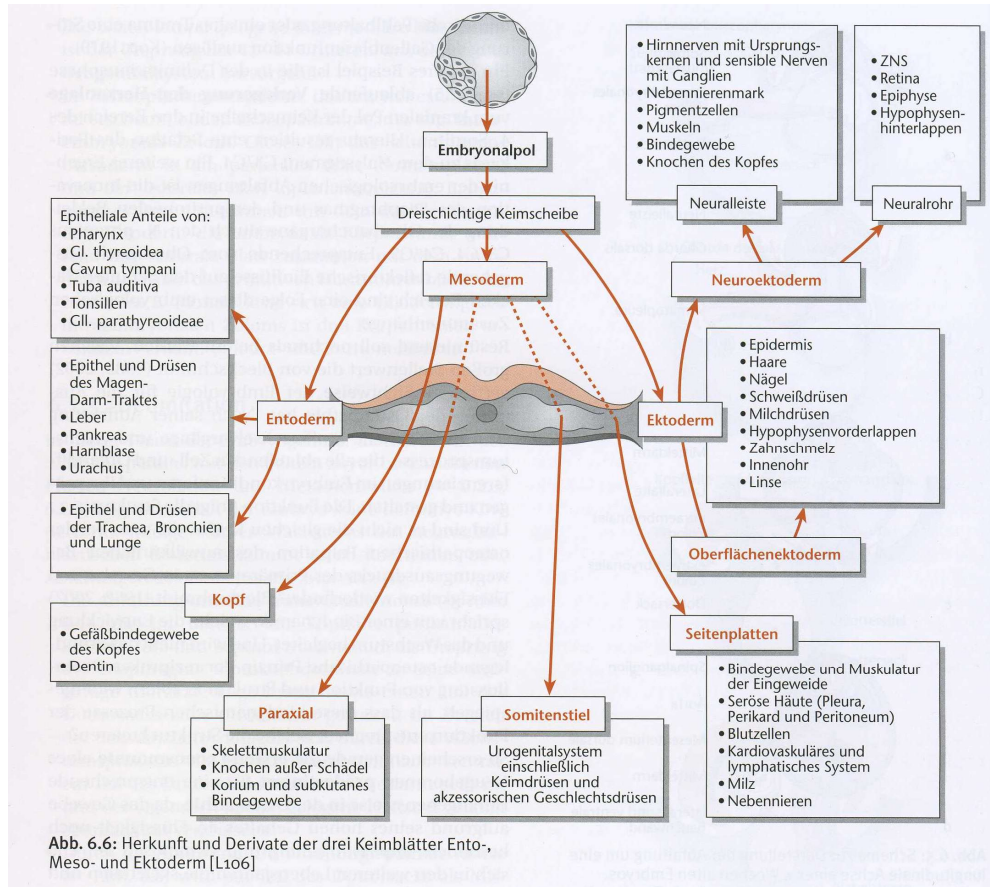 Embryonalpol
Dreischichtige Keimscheibe
Mesoderm
Entoderm
Ektoderm
Epitheliale Anteile von:
• Pharynx
• Gl. thyreoidea
• Cavum tympani
• Tuba auditiva
• Tonsillen
• Gll. parathyreoideae
• Epithel und Drüsen
des Magen-
Darm-Traktes
• Leber
• Pankreas
• Harnblase
• Urachus
• Epithel und Drüsen
der Trachea, Bronchien
und Lunge
• Hirnnerven mit Ursprungs-
kernen und sensible Nerven
mit Ganglien
• Nebennierenmark
• Pigmentzellen
• Muskeln
• Bindegewebe
• Knochen des Kopfes
Neuralleiste
• ZNS
• Retina
• Epiphyse
• Hypophysen-
hinterlappen
Neuralrohr
Neuroektoderm
• Epidermis
• Haare
• Nägel
• Schweißdrüsen
• Milchdrüsen
• Hypophysenvorderlappen
• Zahnschmelz
• Innenohr
• Linse
Oberflächenektoderm
Kopf
• Gefäßbindegewebe
des Kopfes
• Dentin
Paraxial
• Skelettmuskulatur
• Knochen außer Schädel
• Korium und subkutanes
Bindegewebe
Somitenstiel
Urogenitalsystem
einschließlich
Keimdrüsen und
akzessorischen Geschlechtsdrüsen
Seitenplatten
• Bindegewebe und Muskulatur
der Eingeweide
• Seröse Häute (Pleura,
Perikard und Peritoneum)
• Blutzellen
• Kardiovaskuläres und
lymphatisches System
• Milz
• Nebennieren
Abb. 6.6: Herkunft und Derivate der drei Keimblätter Ento-,
Meso- und Ektoderm [L106]